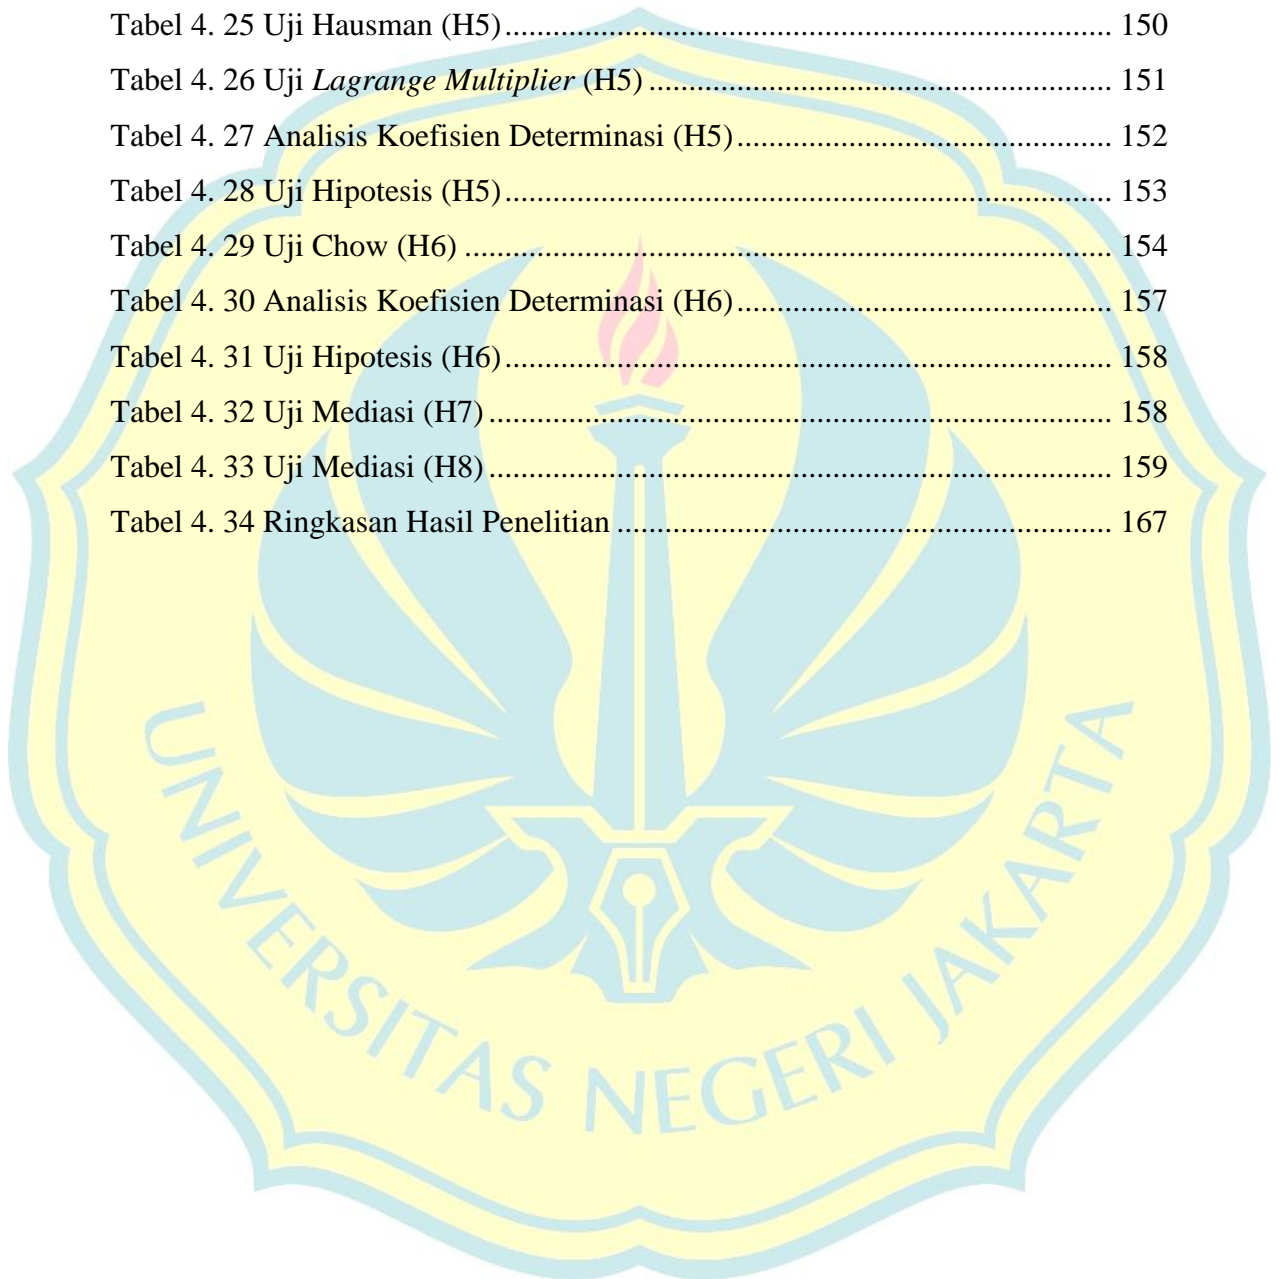 Tabel 4. 25 Uji Hausman (H5) ............................................................................... 150
Tabel 4. 26 Uji Lagrange Multiplier (H5) ............................................................ 151
Tabel 4. 27 Analisis Koefisien Determinasi (H5) ................................................. 152
Tabel 4. 28 Uji Hipotesis (H5) ............................................................................... 153
Tabel 4. 29 Uji Chow (H6) .................................................................................... 154
Tabel 4. 30 Analisis Koefisien Determinasi (H6) ................................................. 157
Tabel 4. 31 Uji Hipotesis (H6) ............................................................................... 158
Tabel 4. 32 Uji Mediasi (H7) ................................................................................. 158
Tabel 4. 33 Uji Mediasi (H8) ................................................................................. 159
Tabel 4. 34 Ringkasan Hasil Penelitian ................................................................ 167
UNIVERSITAS NEGERI JAKARTA